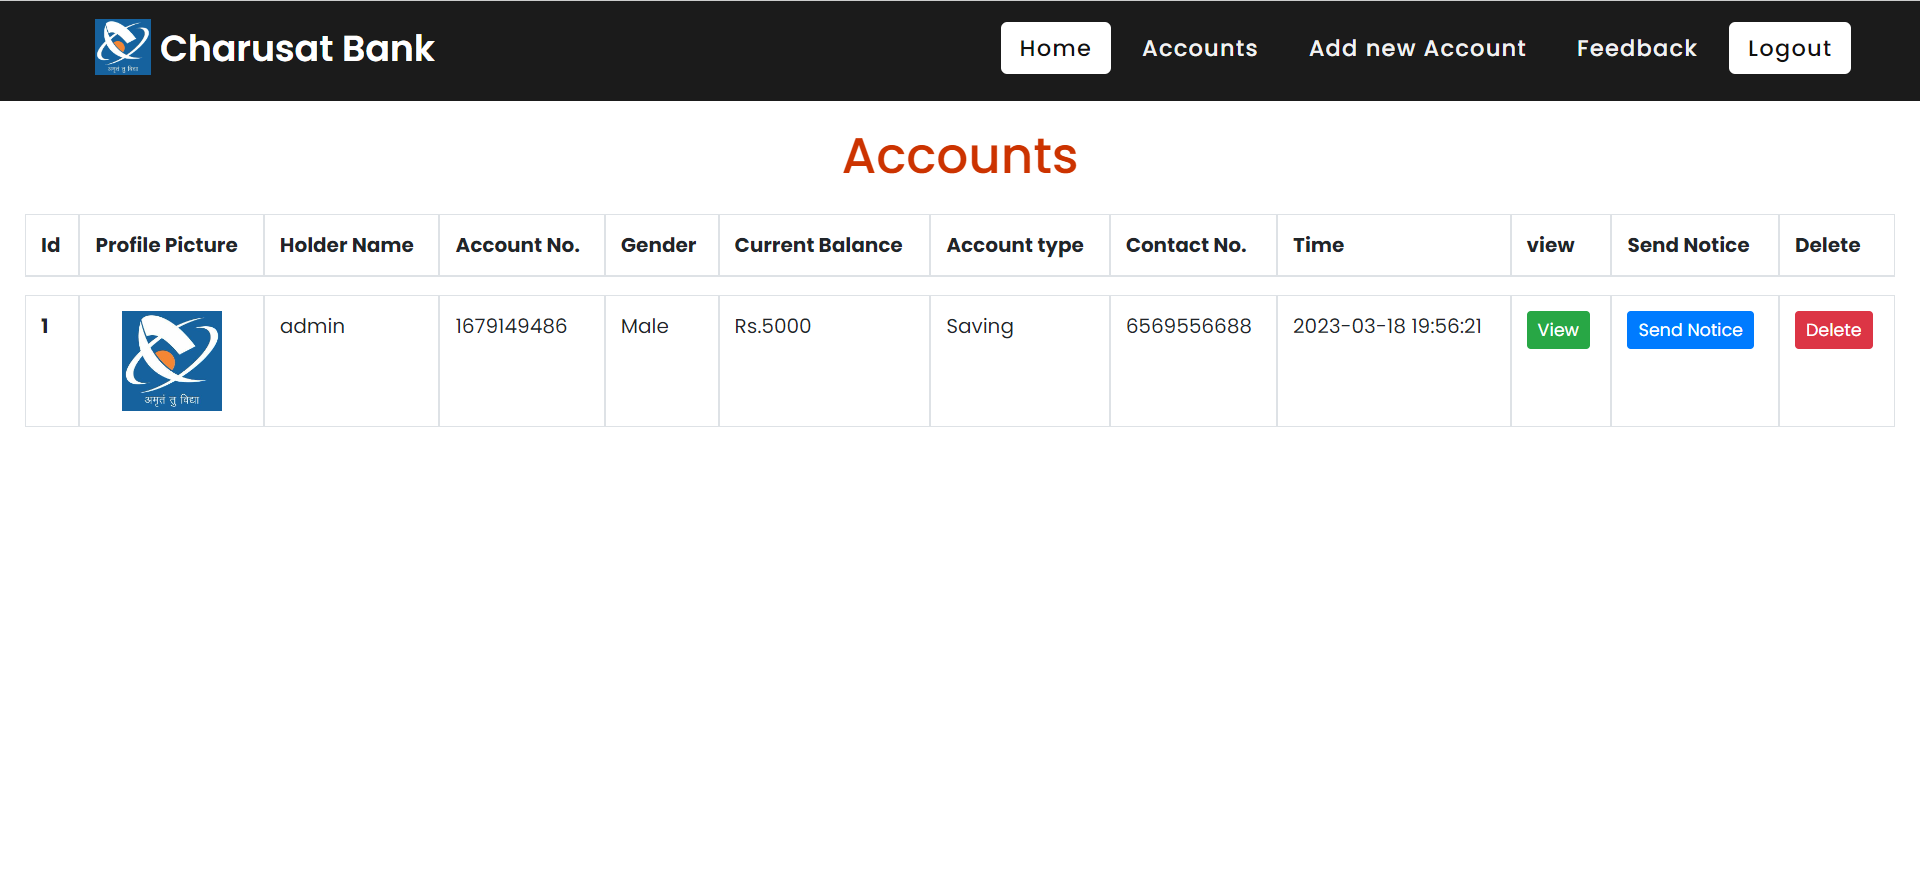 Charusat Bank Home Accounts Add new Account Feedback Logout
अमृतं तु विद्या
Accounts
Id Profile Picture Holder Name Account No. Gender Current Balance Account type Contact No. Time view Send Notice Delete
1 admin 1679149486 Male Rs.5000 Saving 6569556688 2023-03-18 19:56:21 View Send Notice Delete
अमृतं तु विद्या